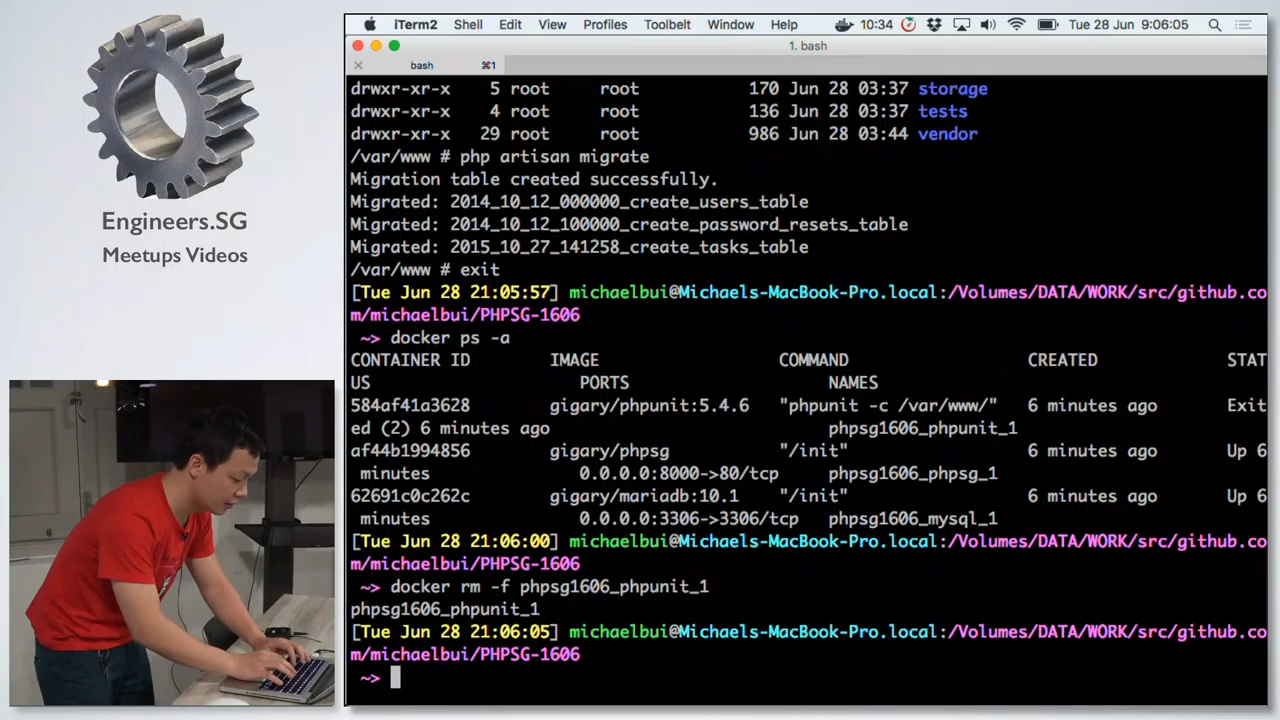 Engineers.SG
Meetups Videos
iTerm2 Shell Edit View Profiles Toolbelt Window Help 10:34 Tue 28 Jun 9:06:05
1. bash
bash ⌘1
drwxr-xr-x 5 root root 170 Jun 28 03:37 storage
drwxr-xr-x 4 root root 136 Jun 28 03:37 tests
drwxr-xr-x 29 root root 986 Jun 28 03:44 vendor
/var/www # php artisan migrate
Migration table created successfully.
Migrated: 2014_10_12_000000_create_users_table
Migrated: 2014_10_12_100000_create_password_resets_table
Migrated: 2015_10_27_141258_create_tasks_table
/var/www # exit
[Tue Jun 28 21:05:57] michaelbui@Michaels-MacBook-Pro.local:/Volumes/DATA/WORK/src/github.co
m/michaelbui/PHPSG-1606
~> docker ps -a
CONTAINER ID IMAGE COMMAND CREATED STAT
US PORTS NAMES
584af41a3628 gigary/phpunit:5.4.6 "phpunit -c /var/www/" 6 minutes ago Exit
ed (2) 6 minutes ago phpsg1606_phpunit_1
af44b1994856 gigary/phpsg "/init" 6 minutes ago Up 6
minutes 0.0.0.0:8000->80/tcp phpsg1606_phpsg_1
62691c0c262c gigary/mariadb:10.1 "/init" 6 minutes ago Up 6
minutes 0.0.0.0:3306->3306/tcp phpsg1606_mysql_1
[Tue Jun 28 21:06:00] michaelbui@Michaels-MacBook-Pro.local:/Volumes/DATA/WORK/src/github.co
m/michaelbui/PHPSG-1606
~> docker rm -f phpsg1606_phpunit_1
phpsg1606_phpunit_1
[Tue Jun 28 21:06:05] michaelbui@Michaels-MacBook-Pro.local:/Volumes/DATA/WORK/src/github.co
m/michaelbui/PHPSG-1606
~>